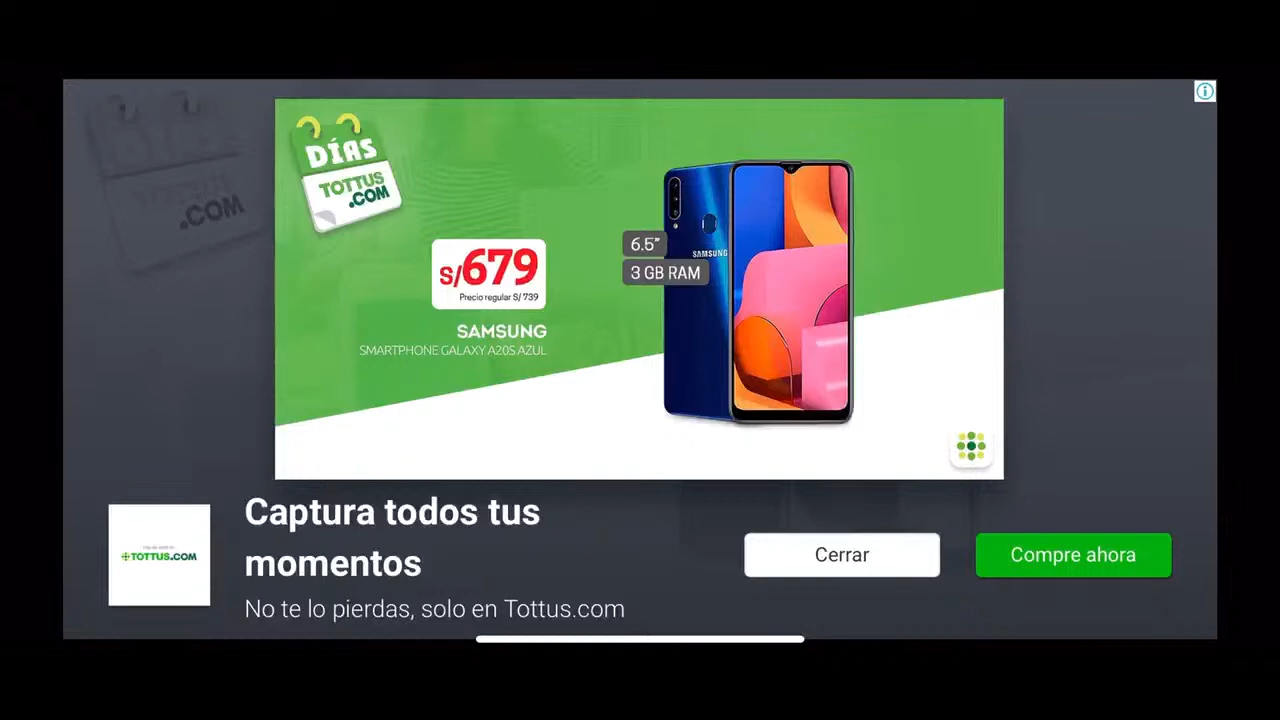 DÍAS
TOTTUS
.COM
S/679
Precio regular S/ 739
SAMSUNG
SMARTPHONE GALAXY A20S AZUL
6.5”
3 GB RAM
SAMSUNG
TOTTUS.COM
Captura todos tus
momentos
No te lo pierdas, solo en Tottus.com
Cerrar
Compre ahora